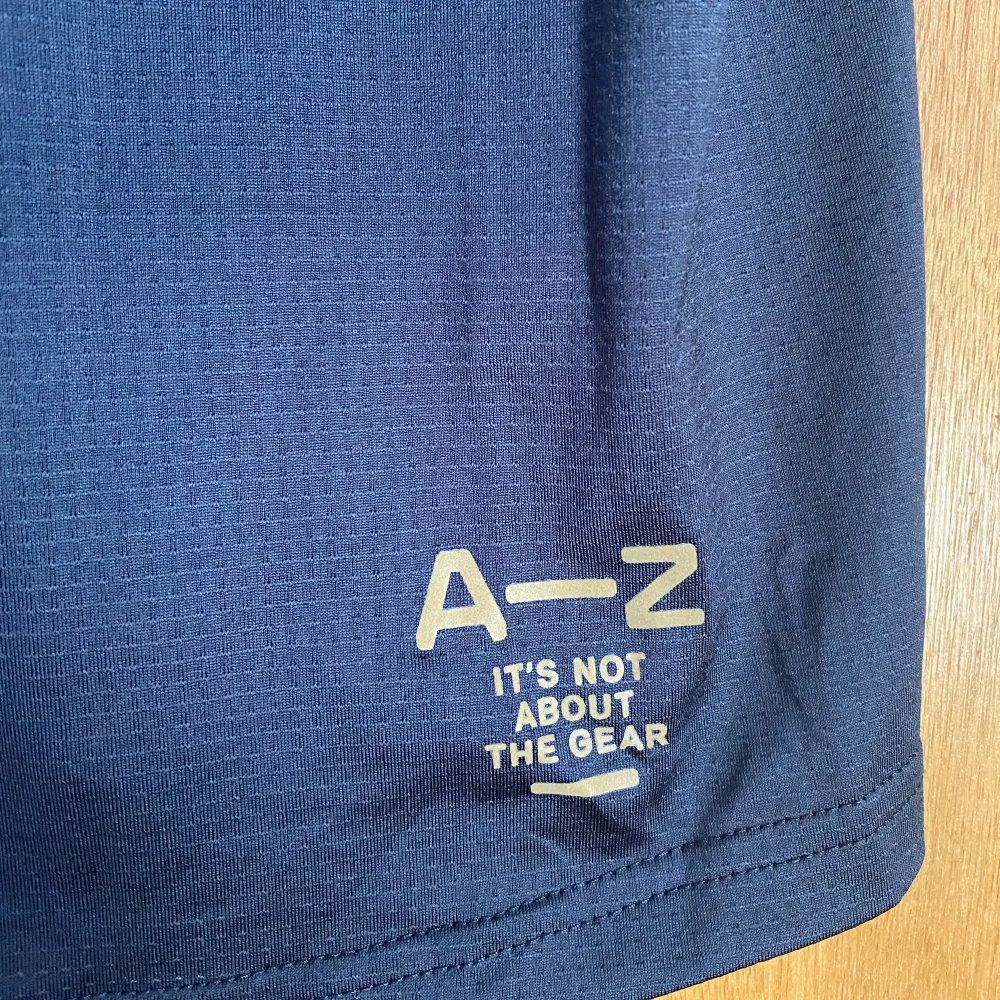 A—Z
IT'S NOT
ABOUT
THE GEAR